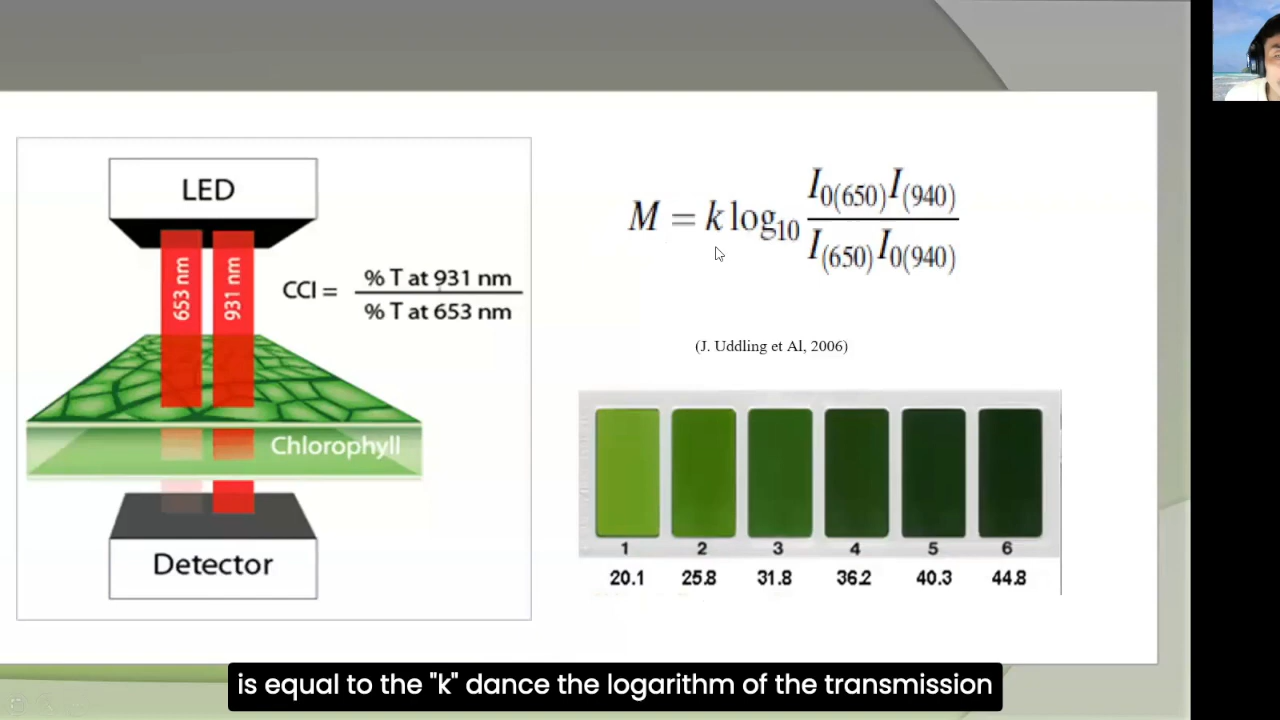 LED
653 nm
931 nm
CCI = % T at 931 nm / % T at 653 nm
Chlorophyll
Detector
M = k log10 I0(650)I(940) / I(650)I0(940)
(J. Uddling et Al, 2006)
1 2 3 4 5 6
20.1 25.8 31.8 36.2 40.3 44.8
is equal to the "k" dance the logarithm of the transmission